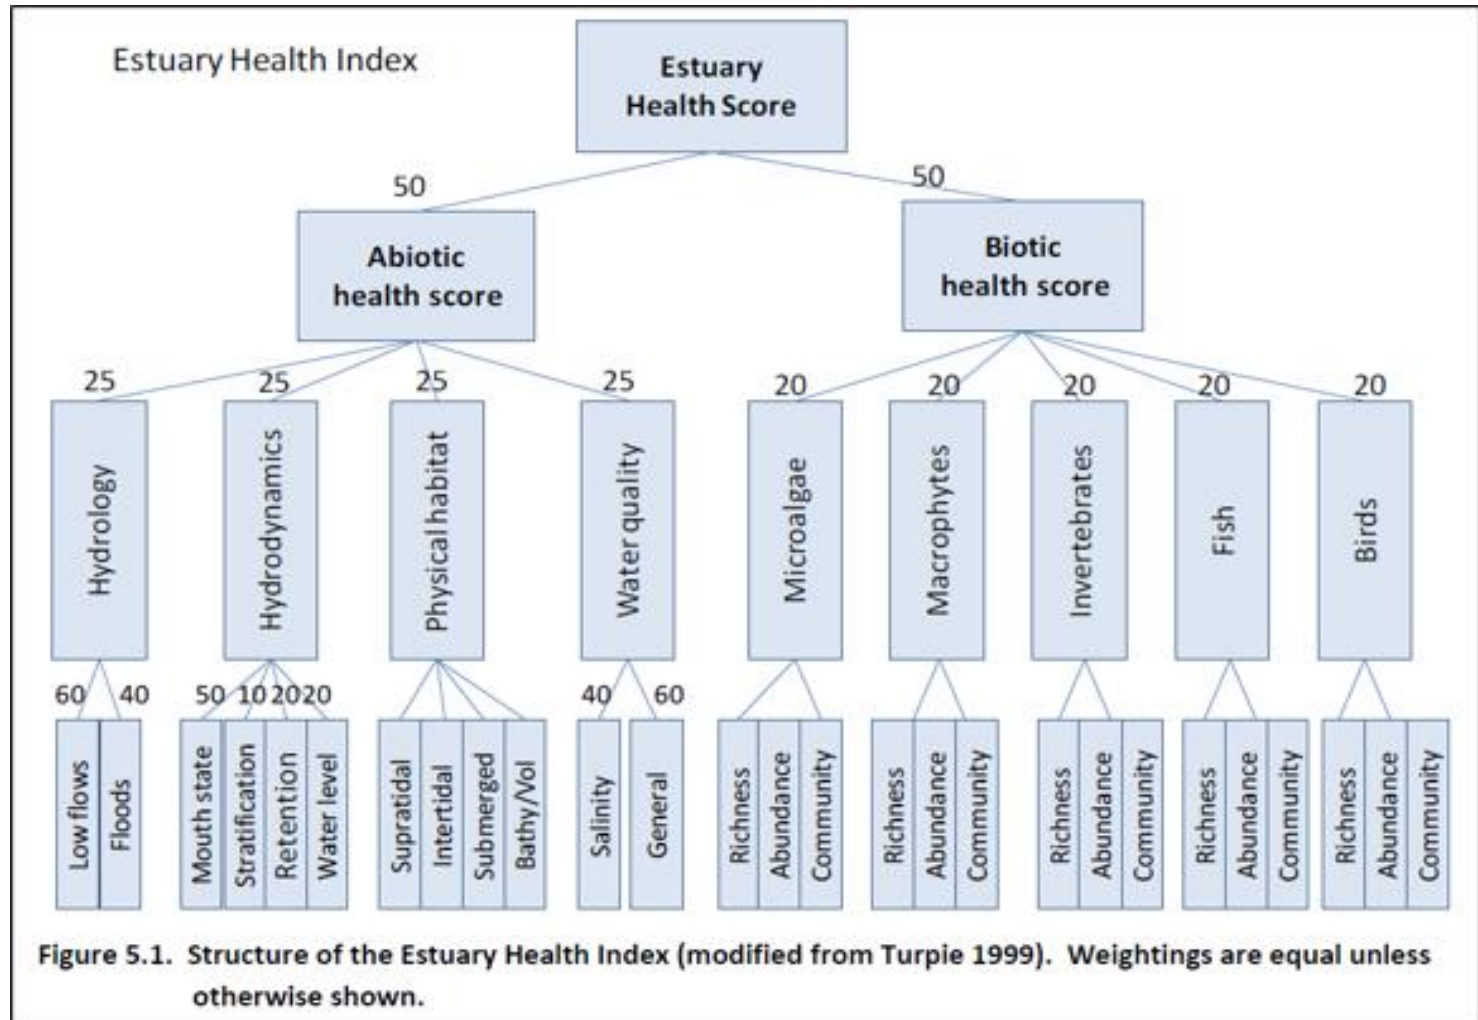 Estuary Health Index
Estuary
Health Score
50
50
Abiotic
health score
Biotic
health score
25
25
25
25
20
20
20
20
20
Hydrology
Hydrodynamics
Physical habitat
Water quality
Microalgae
Macrophytes
Invertebrates
Fish
Birds
60
40
50
10
20
20
40
60
Low flows
Floods
Mouth state
Stratification
Retention
Water level
Supratidal
Intertidal
Submerged
Bathy/Vol
Salinity
General
Richness
Abundance
Community
Richness
Abundance
Community
Richness
Abundance
Community
Richness
Abundance
Community
Richness
Abundance
Community
Figure 5.1. Structure of the Estuary Health Index (modified from Turpie 1999). Weightings are equal unless
otherwise shown.